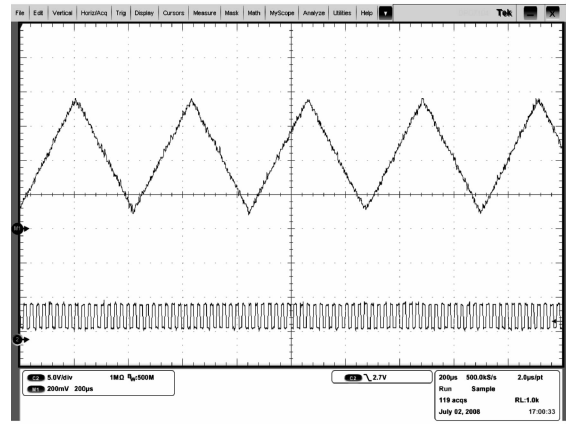 File Edit Vertical Horiz/Acq Trig Display Cursors Measure Mask Math MyScope Analyze Utilities Help Tek X
2
C2 5.0V/div 1MΩ BW:500M
200mV 200µs
C2 2.7V
200µs 500.0kS/s 2.0µs/pt
Run Sample
119 acqs RL:1.0k
July 02, 2008 17:00:33